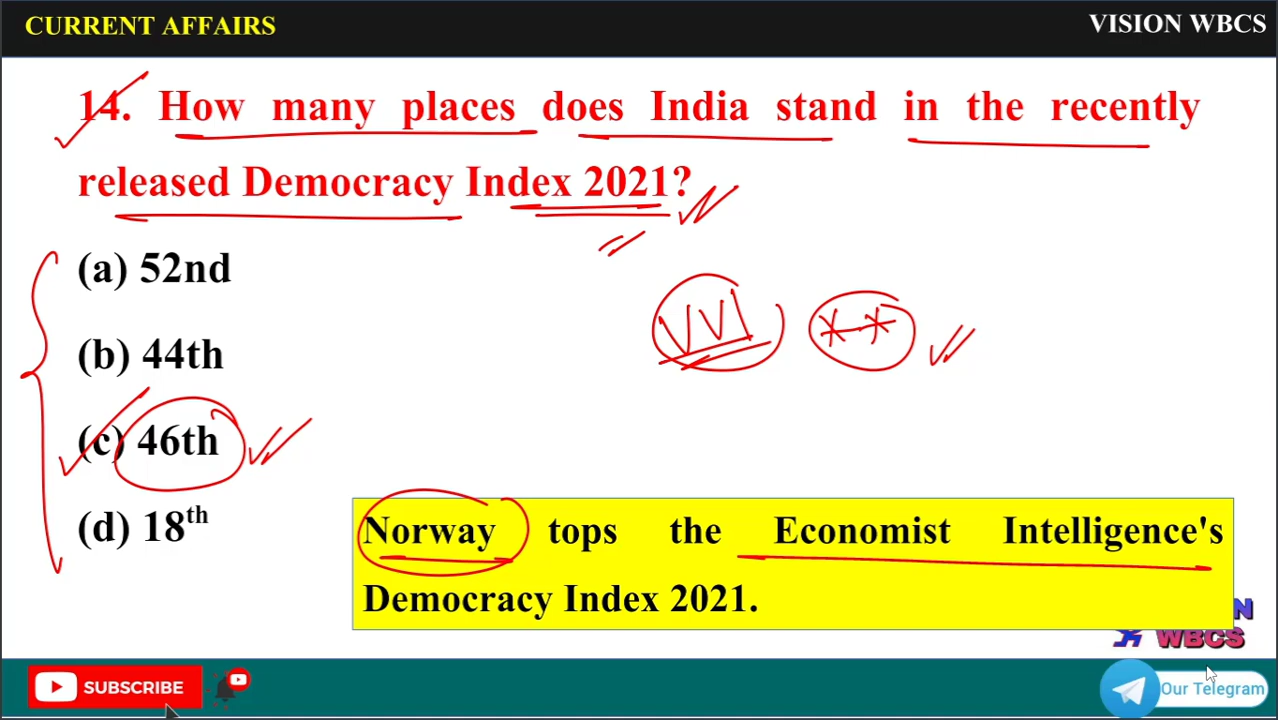 CURRENT AFFAIRS
VISION WBCS
14. How many places does India stand in the recently
released Democracy Index 2021?
(a) 52nd
(b) 44th
VVI
**
(c) 46th
(d) 18th
Norway tops the Economist Intelligence's
Democracy Index 2021.
WBCS
SUBSCRIBE
Our Telegram